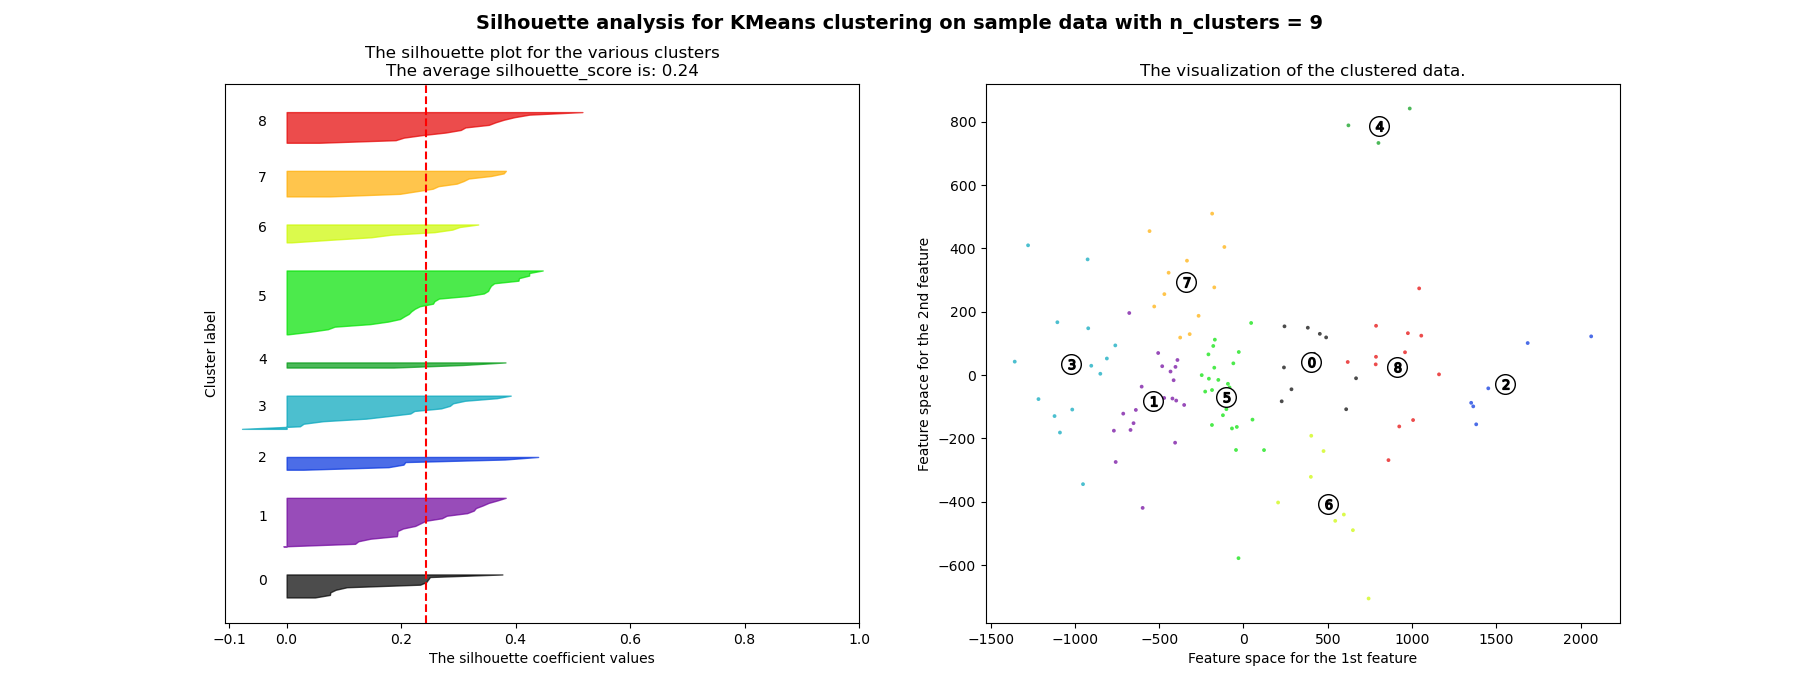 Silhouette analysis for KMeans clustering on sample data with n_clusters = 9
The silhouette plot for the various clusters
The average silhouette_score is: 0.24
8
7
6
5
4
3
2
1
0
Cluster label
−0.1 0.0 0.2 0.4 0.6 0.8 1.0
The silhouette coefficient values
The visualization of the clustered data.
800
600
400
200
0
−200
−400
−600
Feature space for the 2nd feature
4
7
3
0
8
2
1
5
6
−1500 −1000 −500 0 500 1000 1500 2000
Feature space for the 1st feature